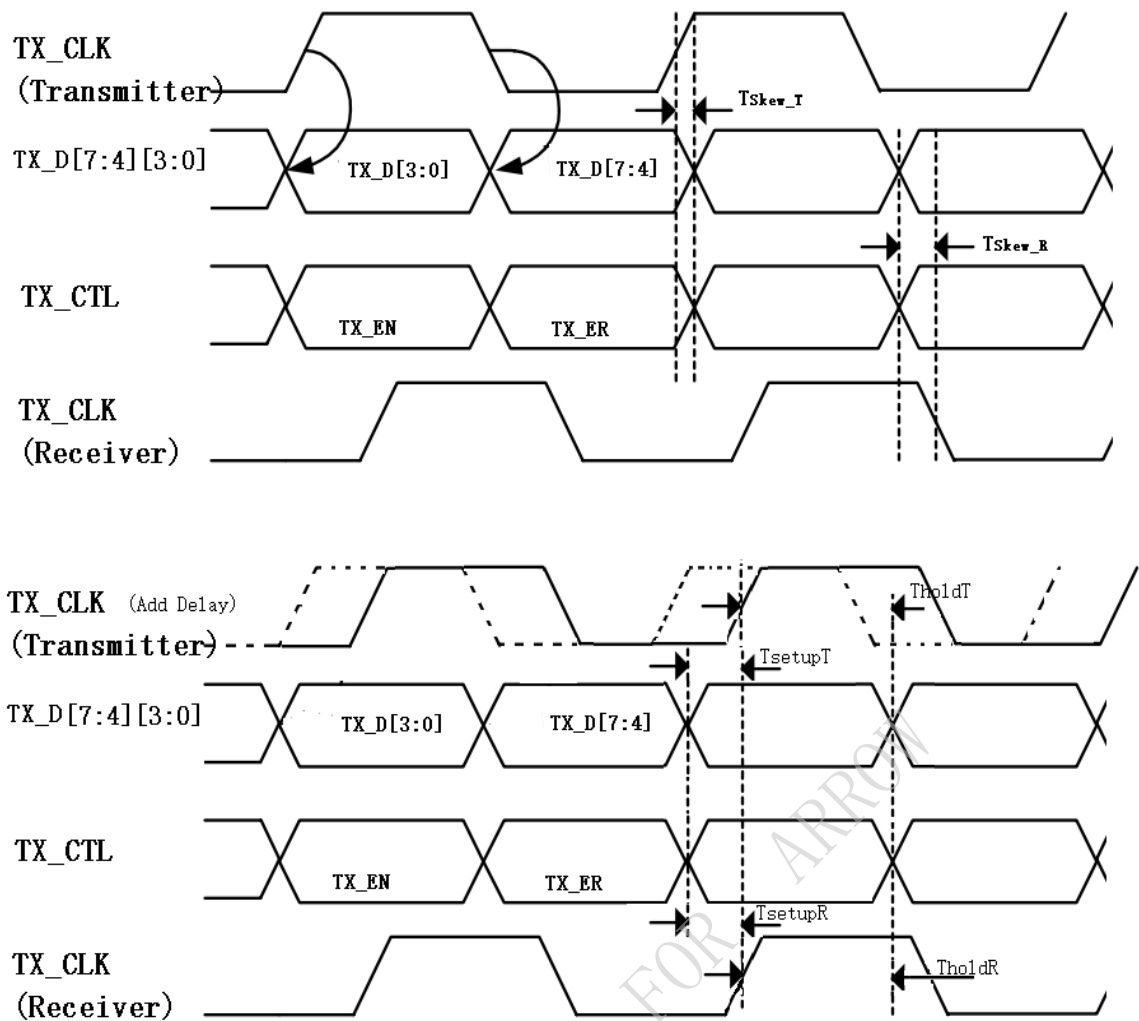 TX_CLK
(Transmitter)
Tskew_T
TX_D[7:4][3:0]
TX_D[3:0]
TX_D[7:4]
Tskew_R
TX_CTL
TX_EN
TX_ER
TX_CLK
(Receiver)
TX_CLK (Add Delay)
(Transmitter)
TholdT
TsetupT
TX_D[7:4][3:0]
TX_D[3:0]
TX_D[7:4]
TX_CTL
TX_EN
TX_ER
TsetupR
TX_CLK
(Receiver)
TholdR
FOR ARROW